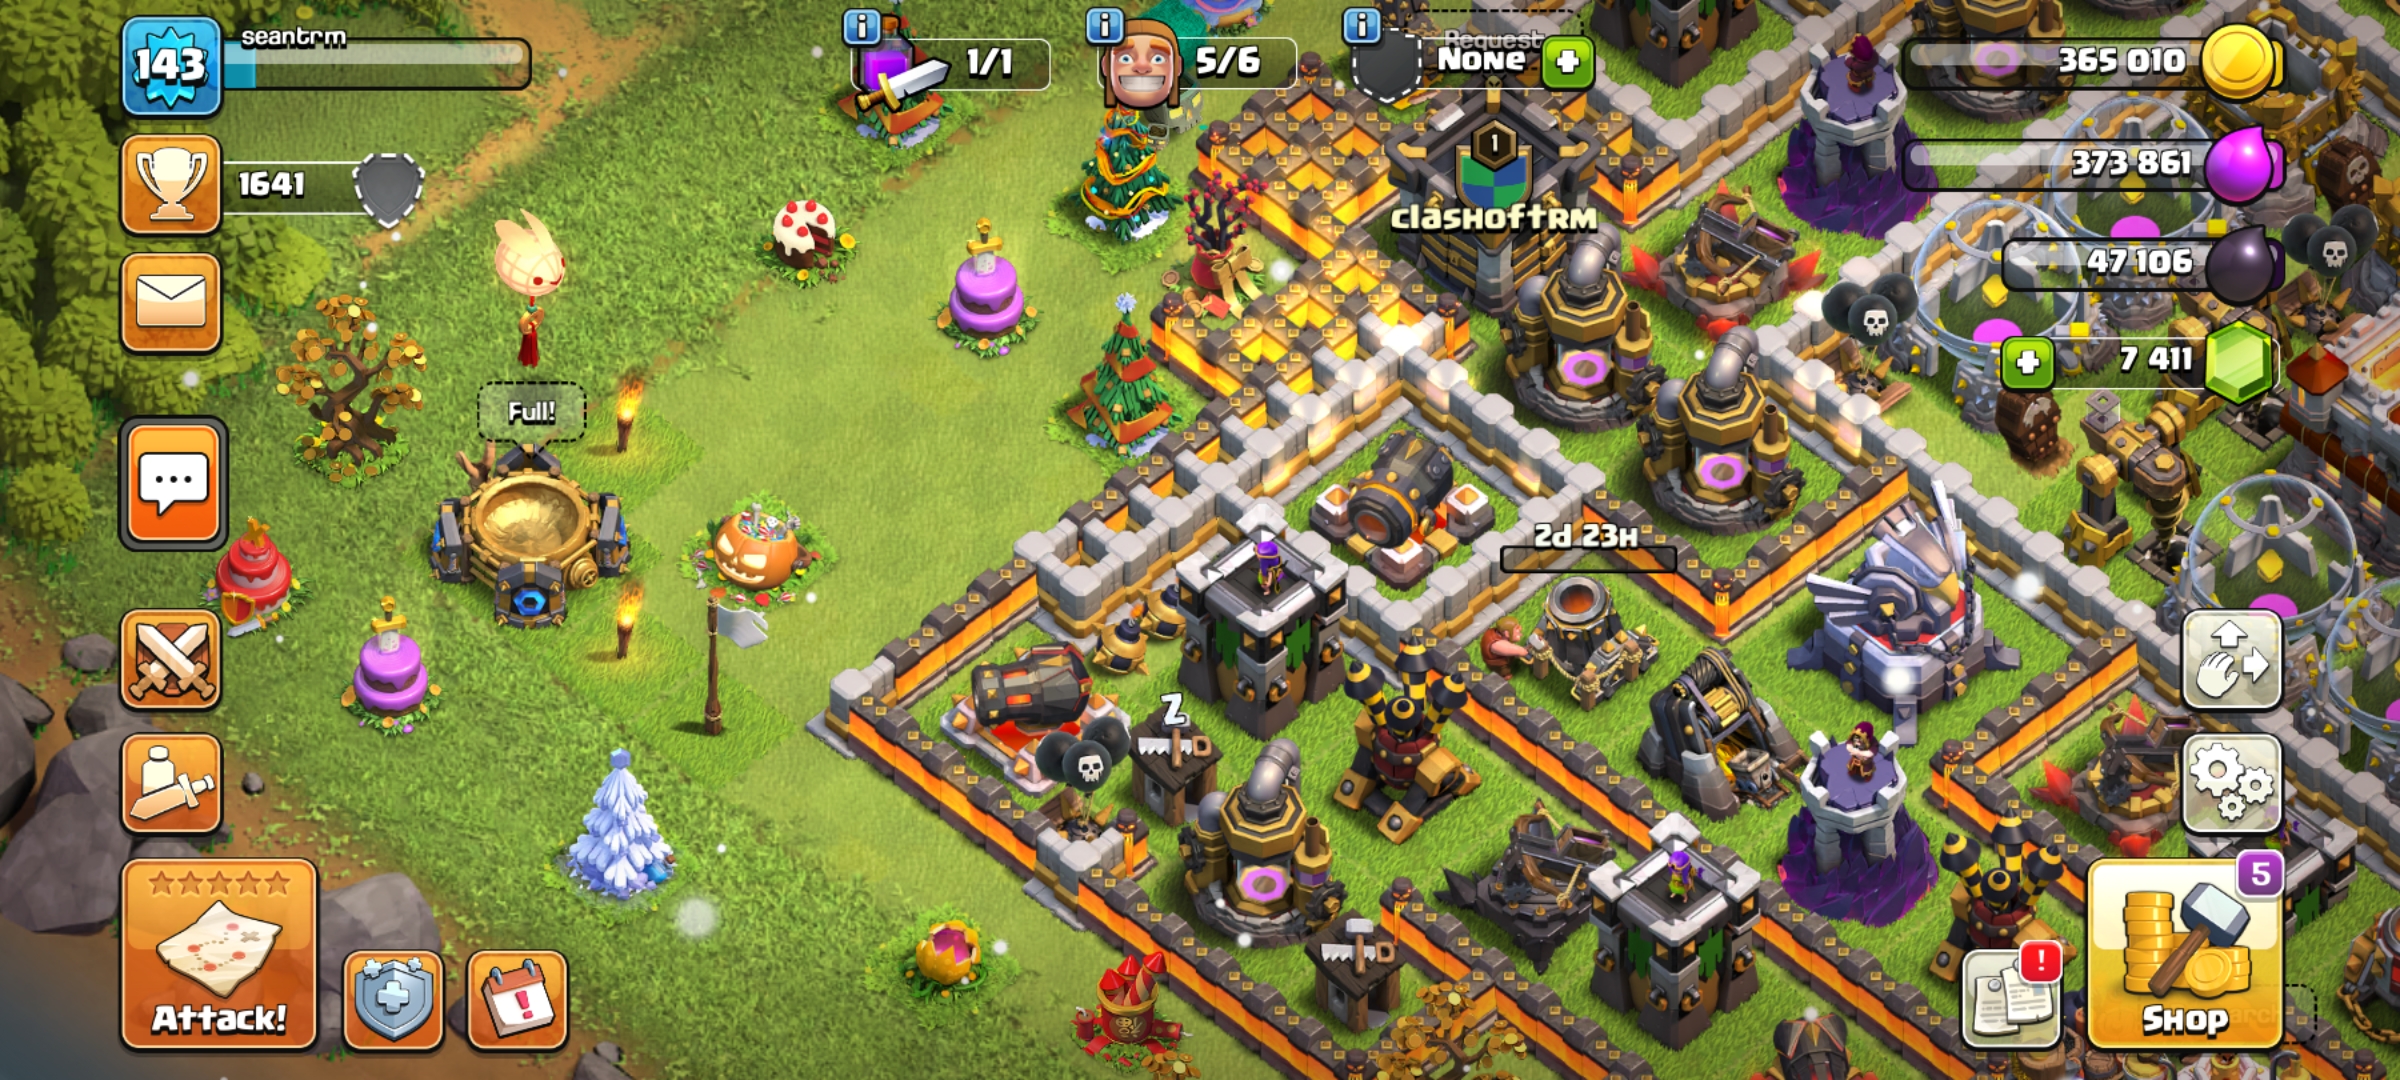 143
seantrm
1/1
5/6
Request
None
365 010
1641
1
clashoftRM
373 861
47 106
7 411
Full!
2d 23h
Z
5
Attack!
!
Shop